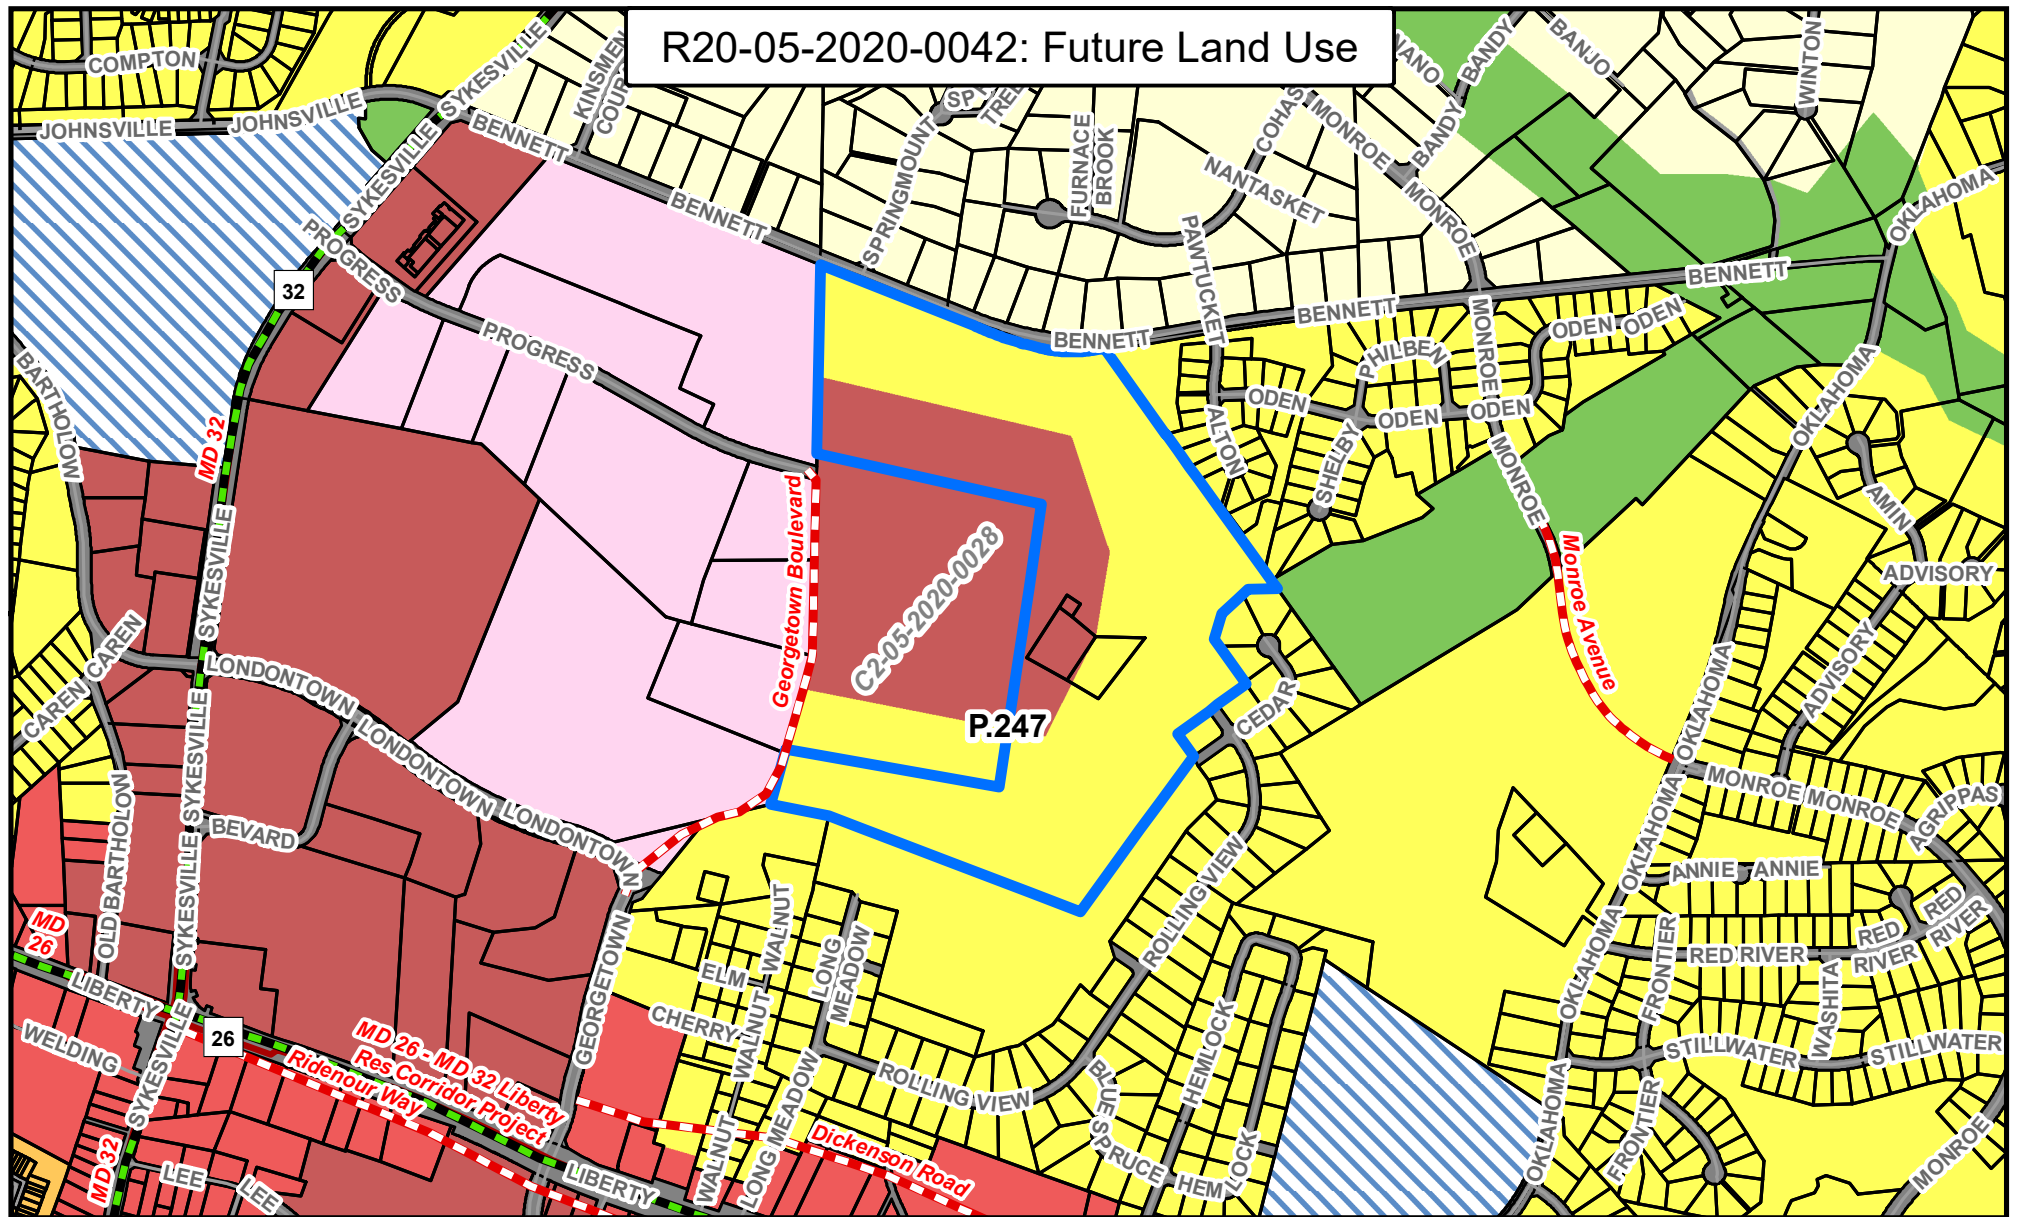 R20-05-2020-0042: Future Land Use
COMPTON
JOHNSVILLE
JOHNSVILLE
SYKESVILLE
SYKESVILLE
KINSMEN
COUR
BENNETT
BENNETT
SPRINGMOUNT
TREE
FURNACE
BROOK
NANTASKET
COHAS
MONROE
MONROE
BANDY
BANDY
BANJO
WINTON
OKLAHOMA
PROGRESS
PROGRESS
32
BARTHOLOW
MD 32
SYKESVILLE
PAWTUCKET
BENNETT
BENNETT
BENNETT
MONROE
ODEN
ODEN
PHILBEN
ODEN
ODEN
ODEN
ALTON
SHELBY
MONROE
OKLAHOMA
AMIN
ADVISORY
ADVISORY
Monroe Avenue
Georgetown Boulevard
C2-05-2020-0028
P.247
CEDAR
CAREN
CAREN
LONDONTOWN
LONDONTOWN
LONDONTOWN
SYKESVILLE
SYKESVILLE
BEVARD
OLD BARTHOLOW
OKLAHOMA
MONROE
MONROE
AGRIPPAS
OKLAHOMA
ANNIE
ANNIE
RED
RED
RIVER
RED RIVER
RIVER
ROLLING VIEW
WALNUT
LONG
MEADOW
ELM
CHERRY
WALNUT
GEORGETOWN
MD
26
LIBERTY
WELDING
26
SYKESVILLE
MD 26 - MD 32 Liberty
Res Corridor Project
Ridenour Way
ROLLING VIEW
HEMLOCK
BLUE SPRUCE
HEMLOCK
OKLAHOMA
FRONTIER
WASHITA
STILLWATER
STILLWATER
OKLAHOMA
FRONTIER
MONROE
MD 32
LEE
LEE
LIBERTY
WALNUT
LONG MEADOW
Dickenson Road